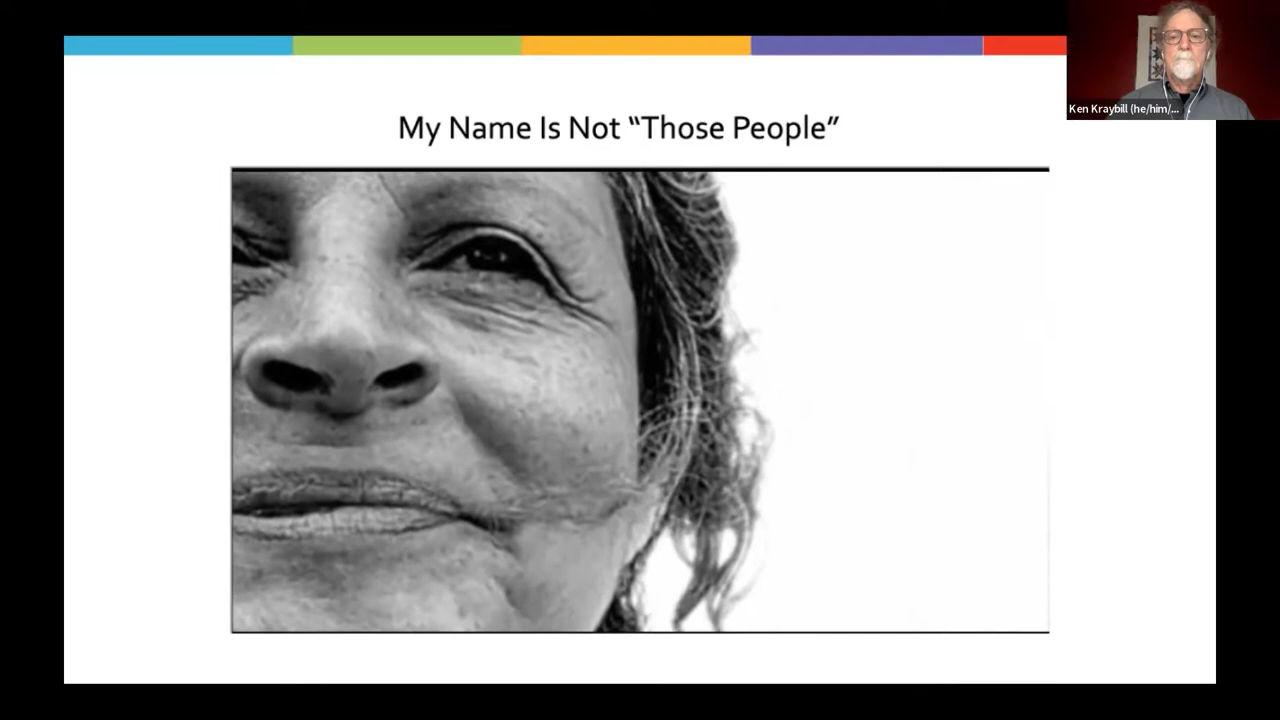 My Name Is Not “Those People”
Ken Kraybill (he/him/...